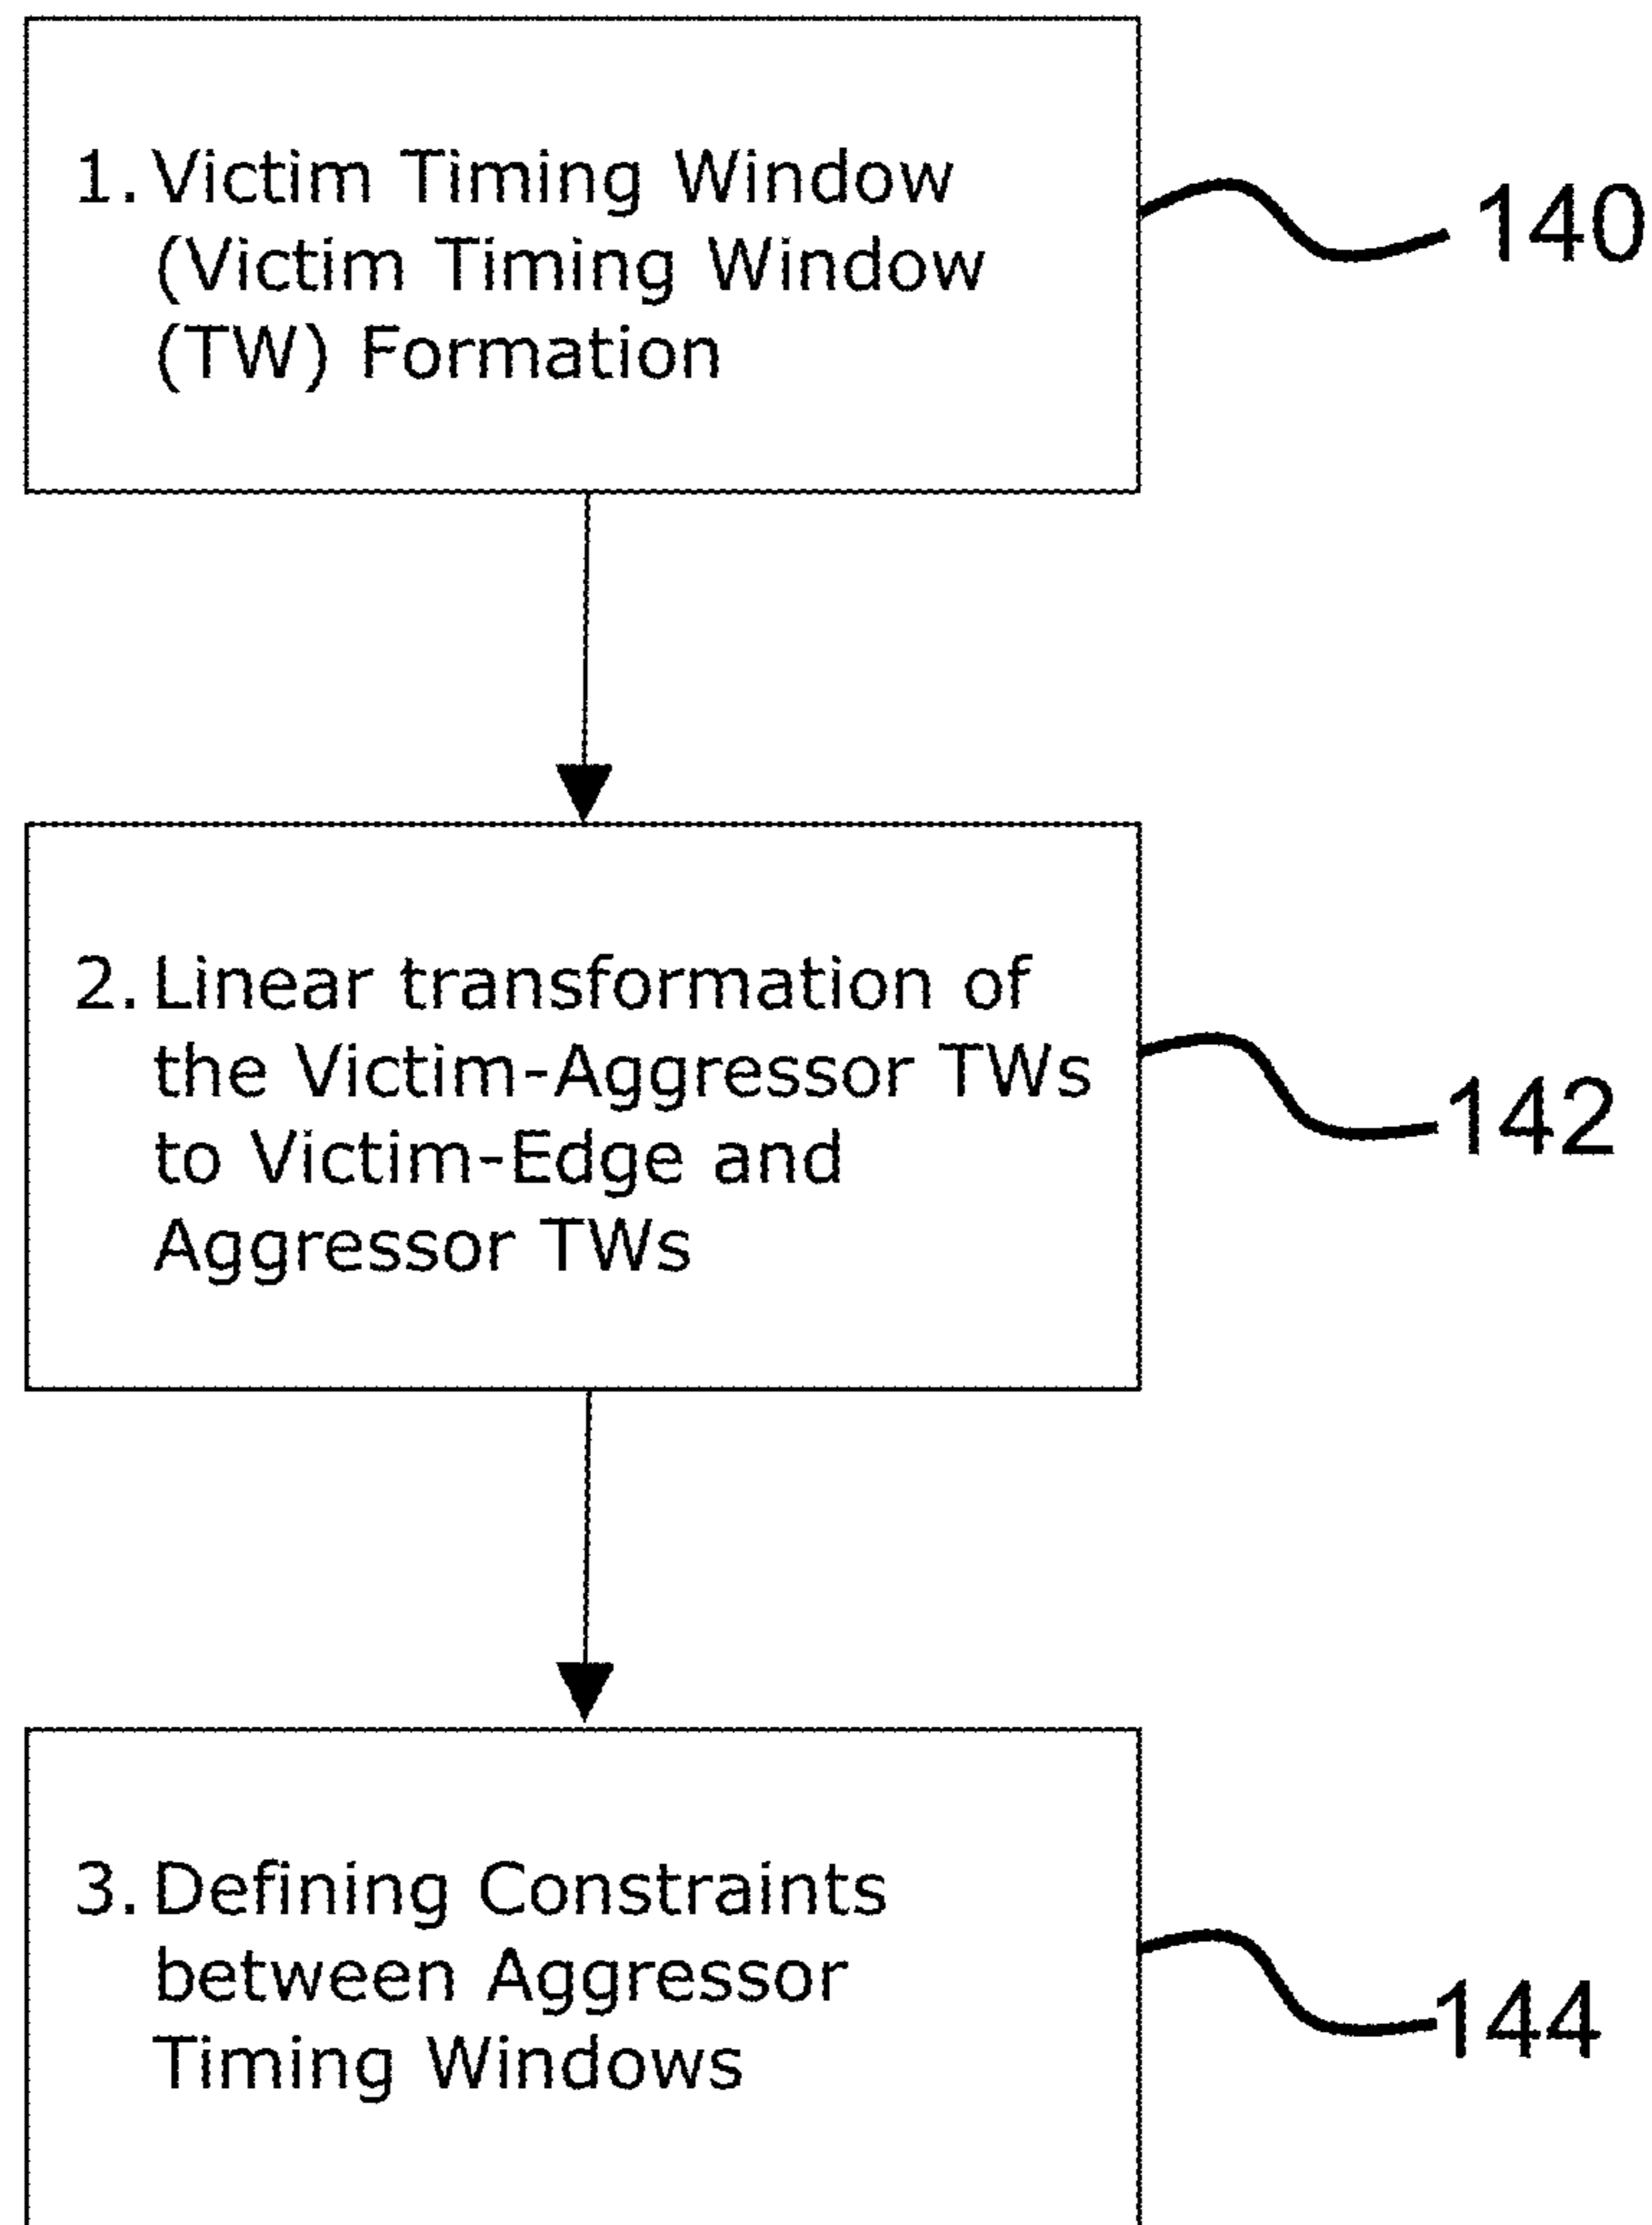 1. Victim Timing Window
(Victim Timing Window
(TW) Formation
140
2. Linear transformation of
the Victim-Aggressor TWs
to Victim-Edge and
Aggressor TWs
142
3. Defining Constraints
between Aggressor
Timing Windows
144